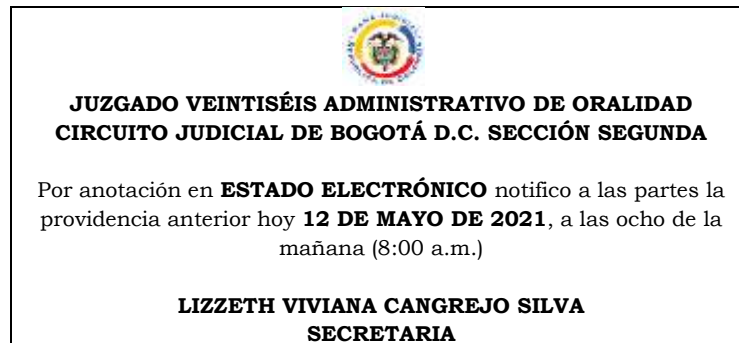 JUZGADO VEINTISÉIS ADMINISTRATIVO DE ORALIDAD
CIRCUITO JUDICIAL DE BOGOTÁ D.C. SECCIÓN SEGUNDA
Por anotación en ESTADO ELECTRÓNICO notifico a las partes la
providencia anterior hoy 12 DE MAYO DE 2021, a las ocho de la
mañana (8:00 a.m.)
LIZZETH VIVIANA CANGREJO SILVA
SECRETARIA